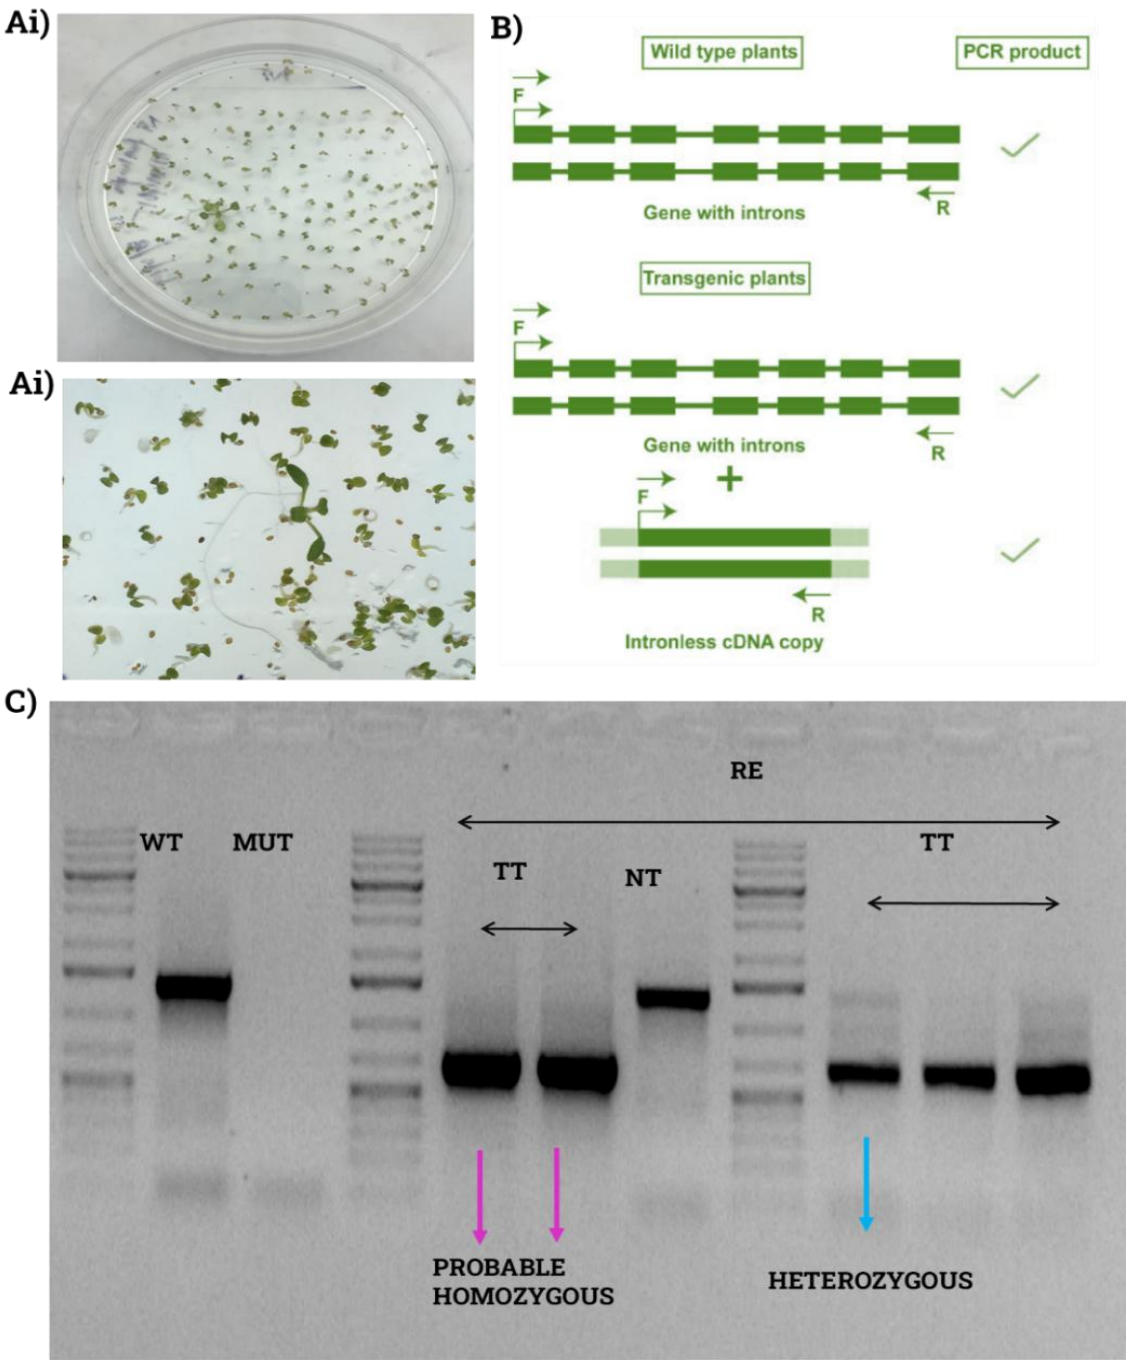 Ai)
Ai)
B)
Wild type plants
PCR product
F
R
Gene with introns
Transgenic plants
F
R
Gene with introns
+
F
R
Intronless cDNA copy
C)
RE
WT
MUT
TT
NT
TT
PROBABLE
HOMOZYGOUS
HETEROZYGOUS